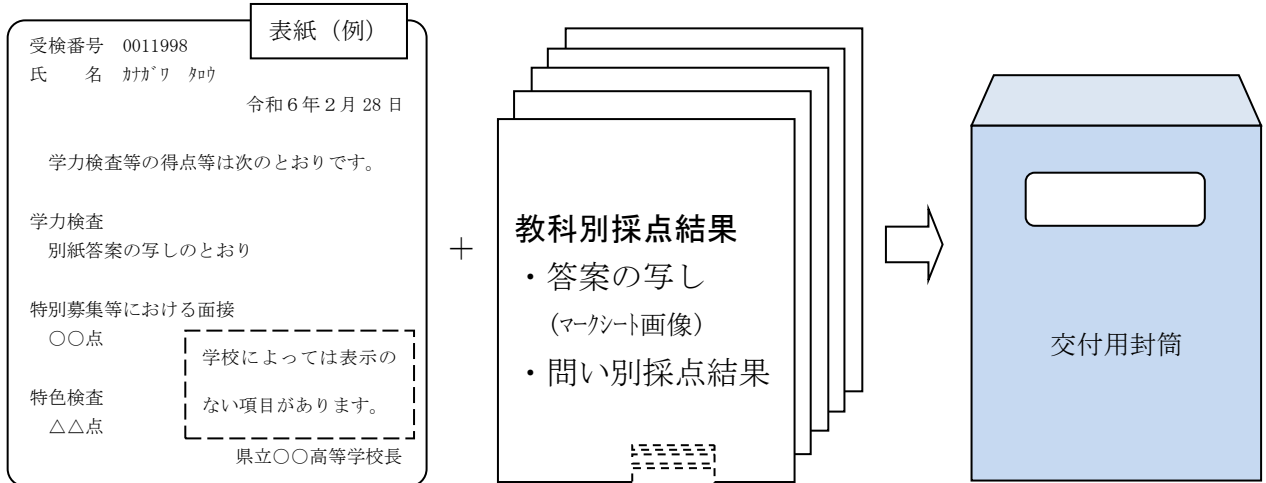 表紙（例）
受検番号 0011998
氏　名 ｶﾅｶﾞﾜ ﾀﾛｳ
令和６年２月 28 日
学力検査等の得点等は次のとおりです。
学力検査
別紙答案の写しのとおり
特別募集等における面接
○○点
特色検査
△△点
学校によっては表示の
ない項目があります。
県立○○高等学校長
＋
教科別採点結果
・答案の写し
（ﾏｰｸｼｰﾄ画像）
・問い別採点結果
交付用封筒